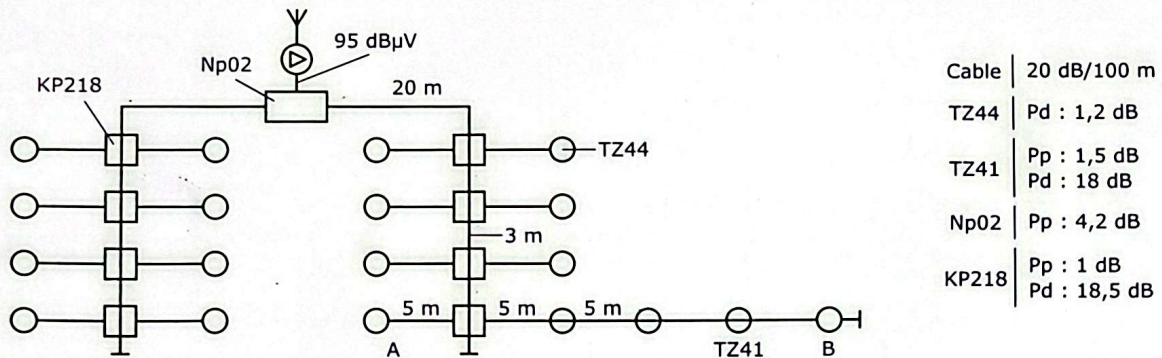 95 dBµV
Np02
KP218
20 m
TZ44
3 m
5 m 5 m 5 m
A TZ41 B
Cable 20 dB/100 m
TZ44 Pd : 1,2 dB
TZ41 Pp : 1,5 dB
Pd : 18 dB
Np02 Pp : 4,2 dB
KP218 Pp : 1 dB
Pd : 18,5 dB